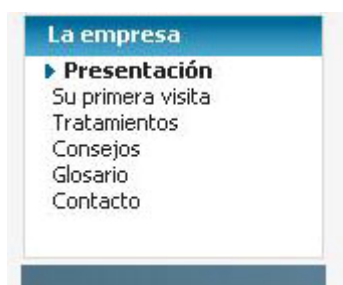 La empresa
Presentación
Su primera visita
Tratamientos
Consejos
Glosario
Contacto